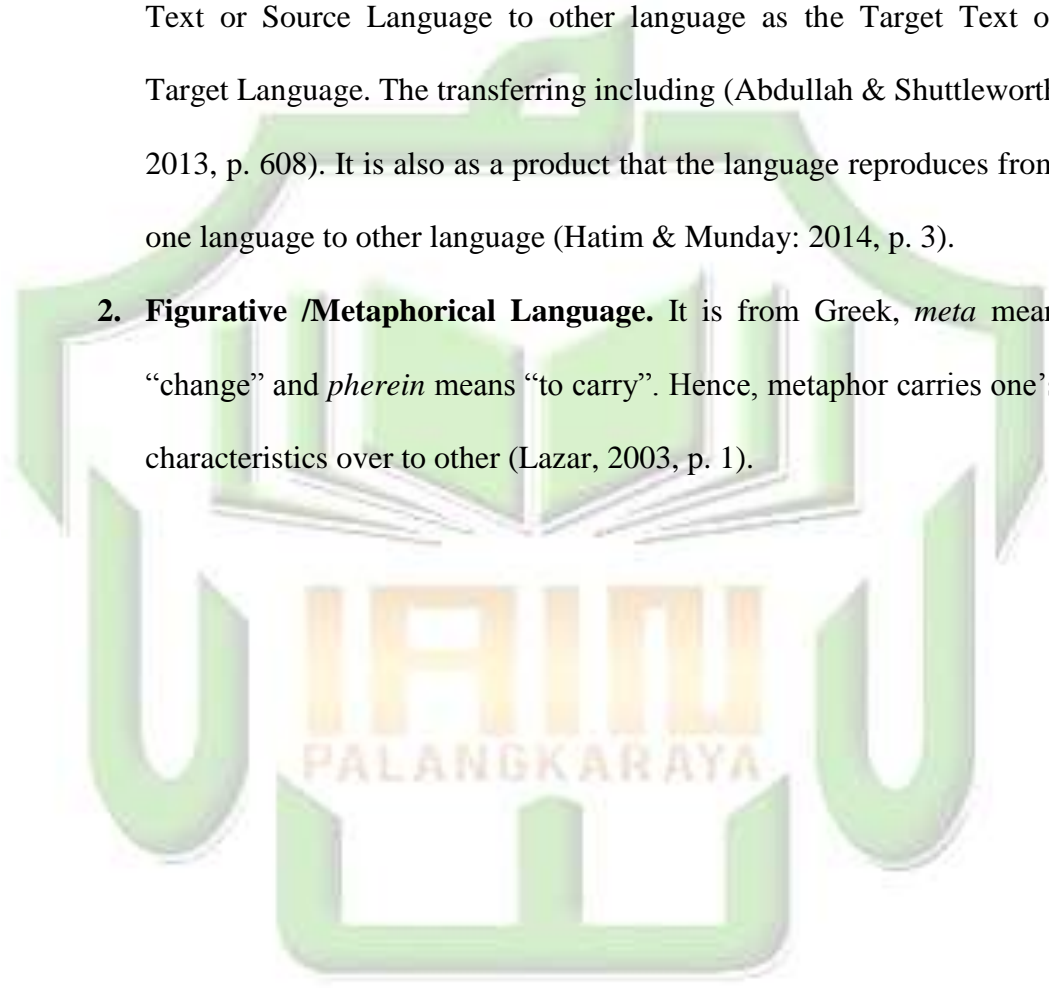 Text or Source Language to other language as the Target Text o
Target Language. The transferring including (Abdullah & Shuttleworth
2013, p. 608). It is also as a product that the language reproduces from
one language to other language (Hatim & Munday: 2014, p. 3).
2. Figurative /Metaphorical Language. It is from Greek, meta mean
“change” and pherein means “to carry”. Hence, metaphor carries one’s
characteristics over to other (Lazar, 2003, p. 1).
IAIN
PALANGKARAYA